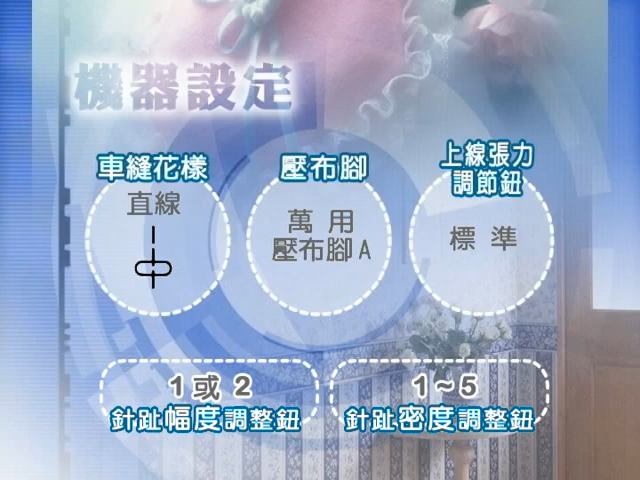 機器設定
車縫花樣
直線
壓布腳
萬用
壓布腳A
上線張力
調節鈕
標準
1或2
針趾幅度調整鈕
1~5
針趾密度調整鈕